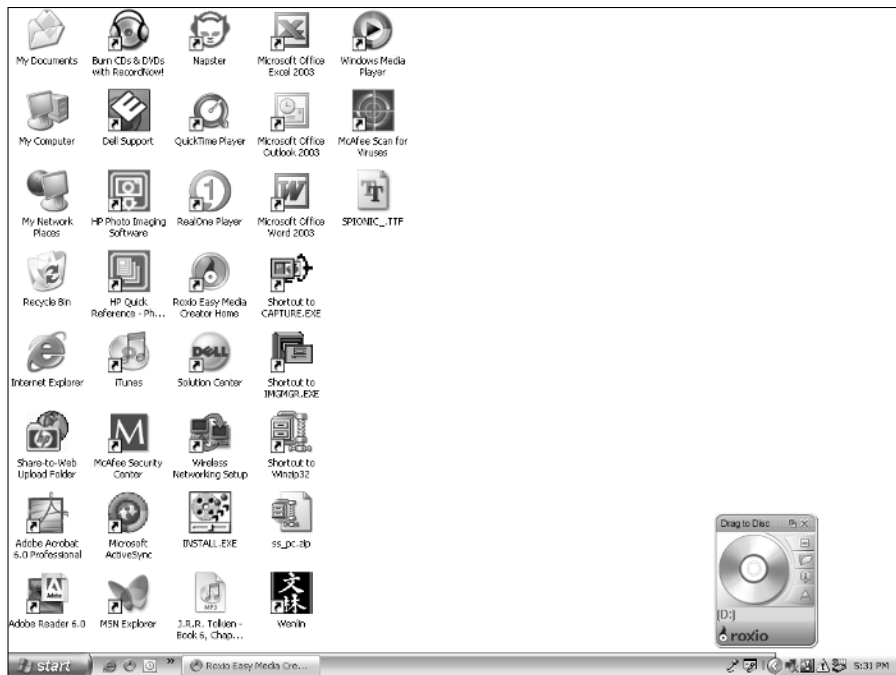 My Documents
Burn CDs & DVDs
with RecordNow!
Napster
Microsoft Office
Excel 2003
Windows Media
Player
My Computer
Dell Support
QuickTime Player
Microsoft Office
Outlook 2003
McAfee Scan for
Viruses
My Network
Places
HP Photo Imaging
Software
RealOne Player
Microsoft Office
Word 2003
SPIONIC_.TTF
Recycle Bin
HP Quick
Reference - Ph...
Roxio Easy Media
Creator Home
Shortcut to
CAPTURE.EXE
Internet Explorer
iTunes
DELL
Solution Center
Shortcut to
IMGMGR.EXE
Share-to-Web
Upload Folder
McAfee Security
Center
Wireless
Networking Setup
Shortcut to
Winzip32
Adobe Acrobat
6.0 Professional
Microsoft
ActiveSync
INSTALL.EXE
ss_pc.zip
Adobe Reader 6.0
MSN Explorer
MP3
J.R.R. Tolkien -
Book 6, Chap...
文林
Wenlin
Drag to Disc
(D:)
roxio
start
Roxio Easy Media Cre...
5:31 PM